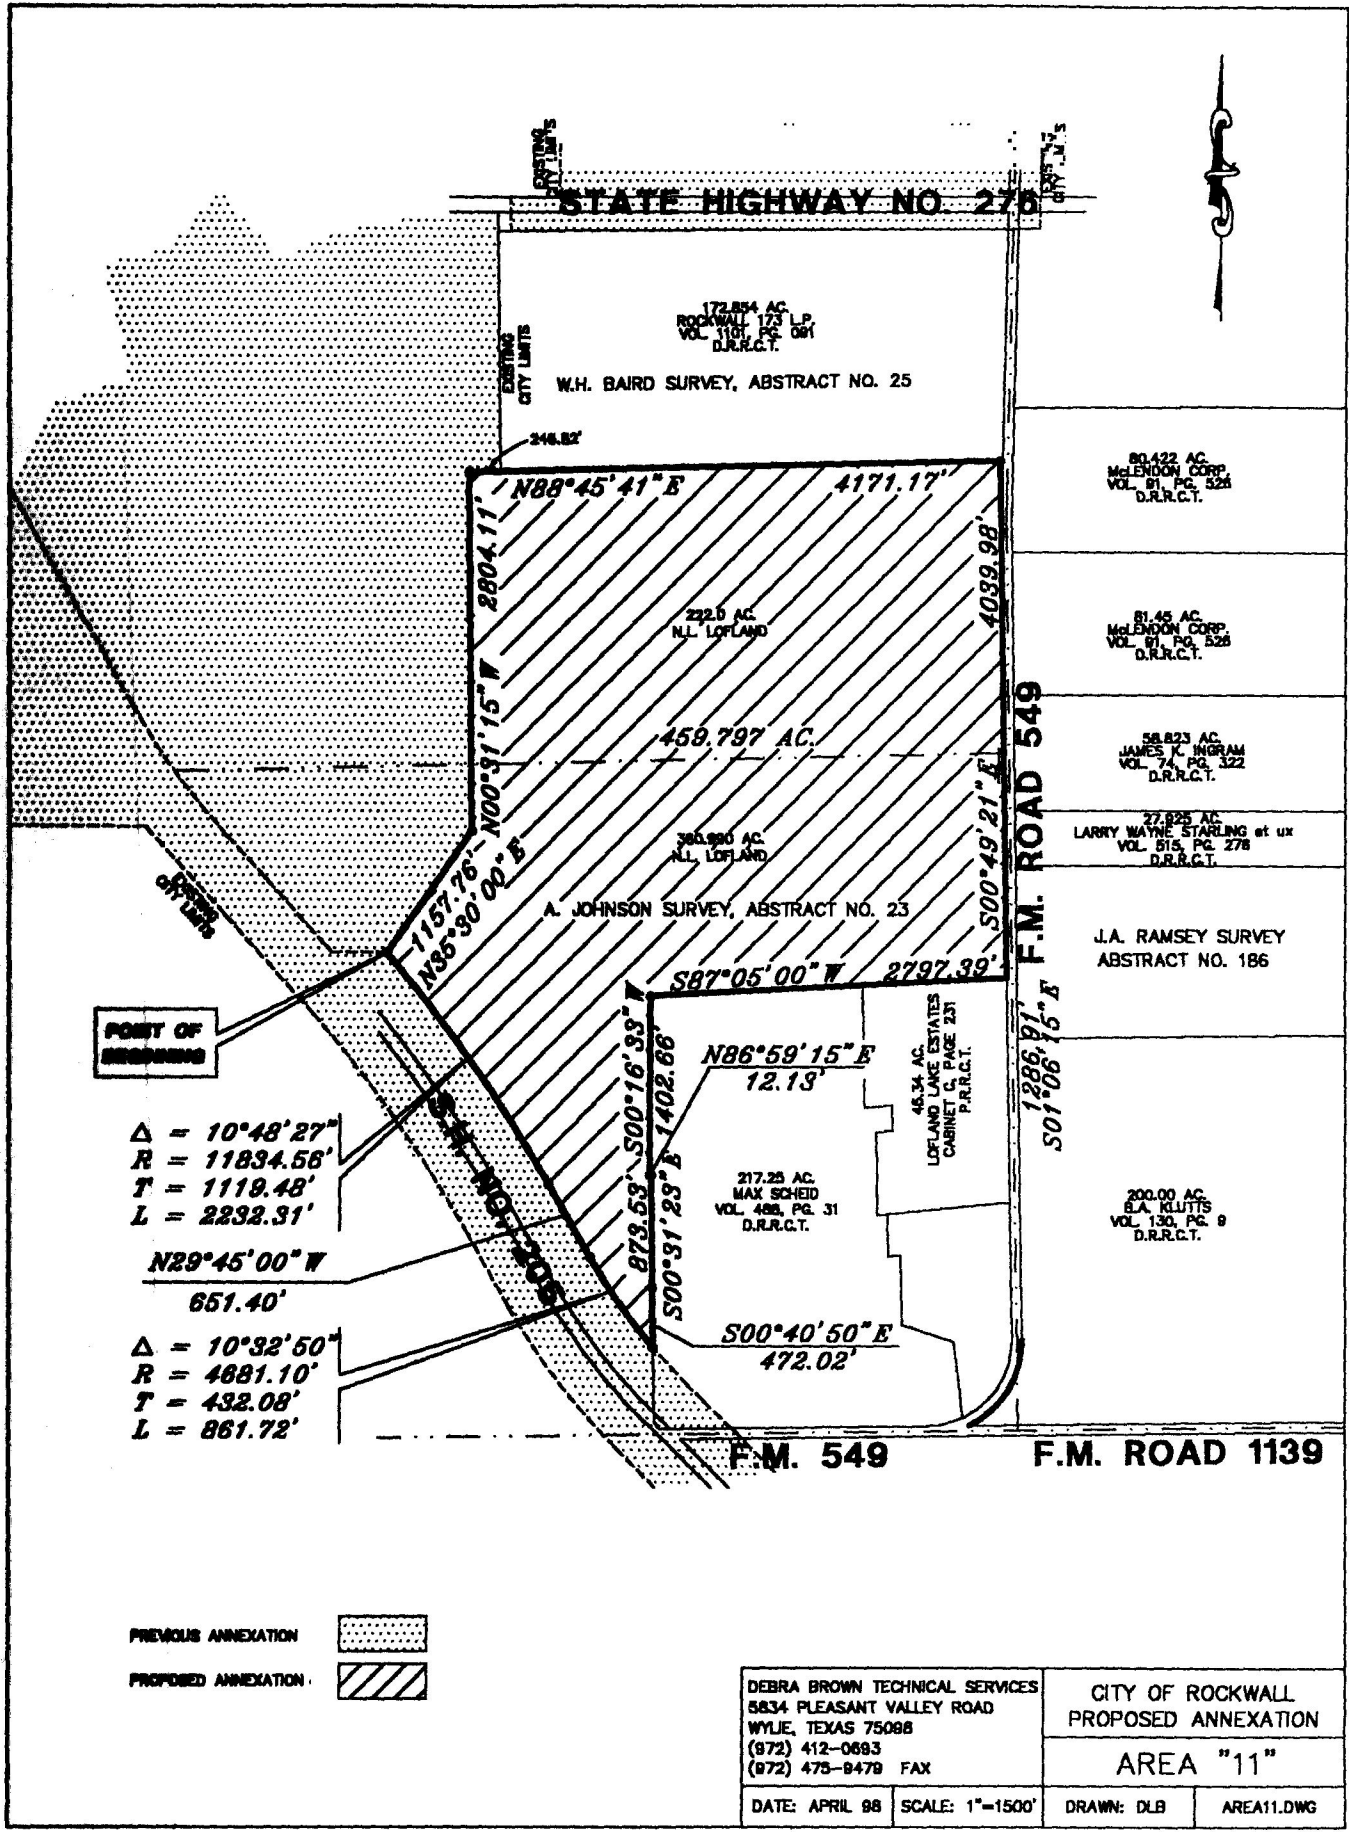 EXISTING
CITY LIMITS
STATE HIGHWAY NO. 276
172.854 AC.
ROCKWALL 173 L.P.
VOL. 1101, PG. 091
D.R.R.C.T.
EXISTING
CITY LIMITS
W.H. BAIRD SURVEY, ABSTRACT NO. 25
246.82'
N88°45'41"E 4171.17'
80.422 AC.
McLENDON CORP.
VOL. 91, PG. 526
D.R.R.C.T.
N00°31'15"W 2804.11'
S00°49'21"E 4039.98'
222.0 AC.
N.L. LOFLAND
81.45 AC.
McLENDON CORP.
VOL. 91, PG. 526
D.R.R.C.T.
459.797 AC.
58.823 AC.
JAMES K. INGRAM
VOL. 74, PG. 322
D.R.R.C.T.
F.M. ROAD 549
27.925 AC.
LARRY WAYNE STARLING et ux
VOL. 515, PG. 278
D.R.R.C.T.
N.L. LOFLAND
EXISTING
CITY LIMITS
1157.76'
N35°30'00"E
A. JOHNSON SURVEY, ABSTRACT NO. 23
J.A. RAMSEY SURVEY
ABSTRACT NO. 186
S87°05'00"W 2797.39'
POINT OF
BEGINNING
S00°16'33"W
1402.66'
N86°59'15"E
12.13'
45.34 AC.
LOFLAND LAKE ESTATES
CABINET C, PAGE 231
P.R.R.C.T.
1286.91'
S01°06'15"E
Δ = 10°48'27"
R = 11834.56'
T = 1119.48'
L = 2232.31'
S.H. NO. 205
873.53'
S00°31'23"E
217.25 AC.
MAX SCHEID
VOL. 488, PG. 31
D.R.R.C.T.
200.00 AC.
B.A. KLUTTS
VOL. 130, PG. 9
D.R.R.C.T.
N29°45'00"W
651.40'
Δ = 10°32'50"
R = 4681.10'
T = 432.08'
L = 861.72'
S00°40'50"E
472.02'
F.M. 549
F.M. ROAD 1139
PREVIOUS ANNEXATION
PROPOSED ANNEXATION
DEBRA BROWN TECHNICAL SERVICES
5834 PLEASANT VALLEY ROAD
WYLIE, TEXAS 75098
(972) 412-0693
(972) 475-9479 FAX
CITY OF ROCKWALL
PROPOSED ANNEXATION
AREA "11"
DATE: APRIL 98
SCALE: 1"=1500'
DRAWN: DLB
AREA11.DWG